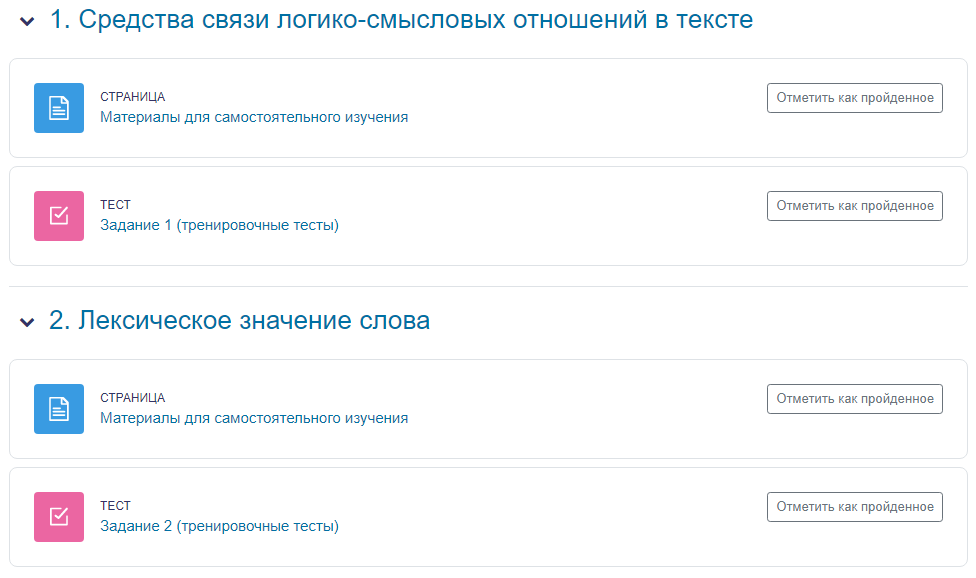 1. Средства связи логико-смысловых отношений в тексте
СТРАНИЦА
Материалы для самостоятельного изучения
Отметить как пройденное
ТЕСТ
Задание 1 (тренировочные тесты)
Отметить как пройденное
2. Лексическое значение слова
СТРАНИЦА
Материалы для самостоятельного изучения
Отметить как пройденное
ТЕСТ
Задание 2 (тренировочные тесты)
Отметить как пройденное